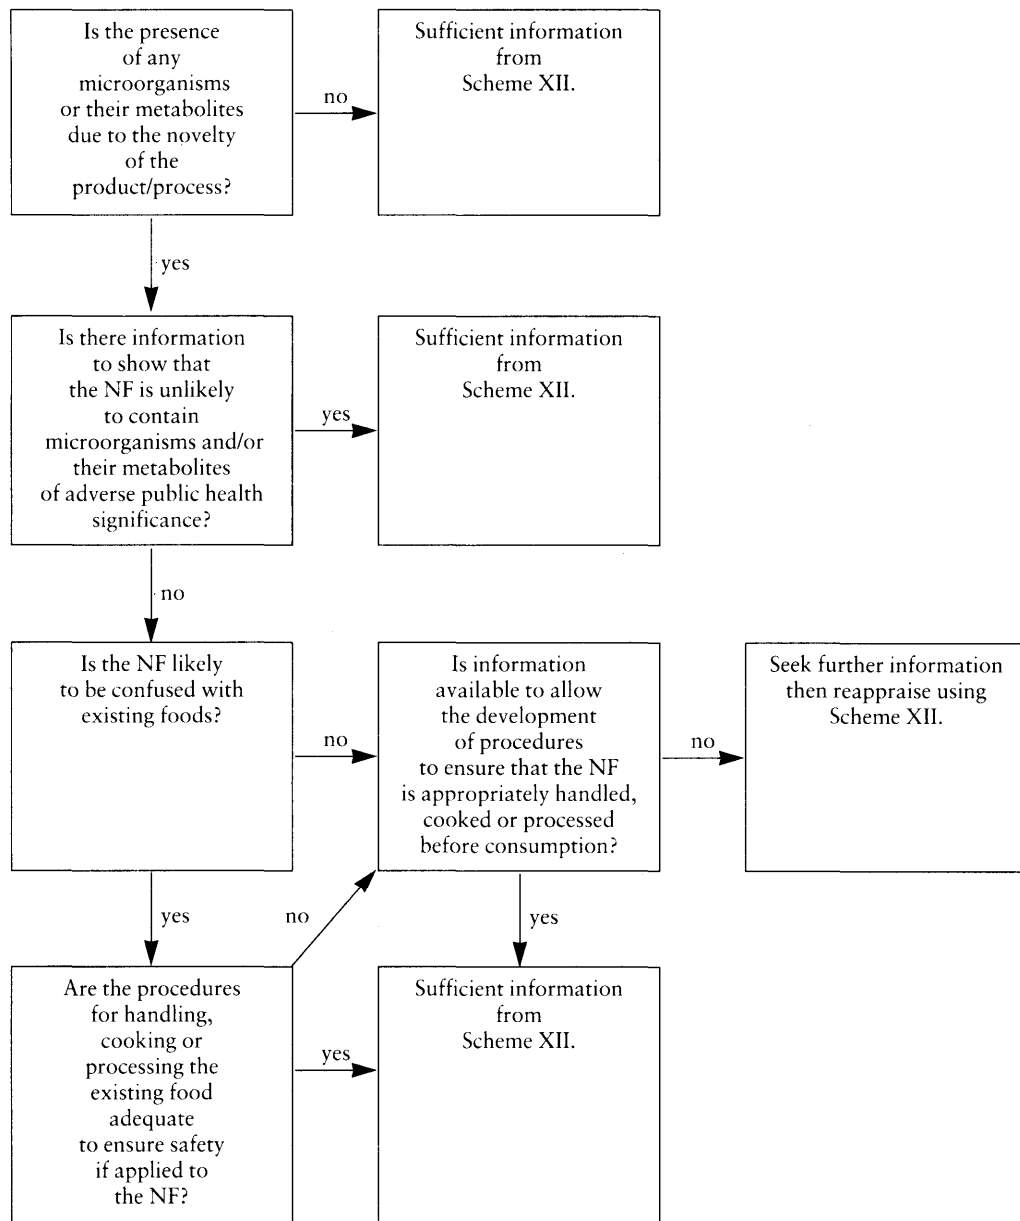 Is the presence
of any
microorganisms
or their metabolites
due to the novelty
of the
product/process?
no
Sufficient information
from
Scheme XII.
yes
Is there information
to show that
the NF is unlikely
to contain
microorganisms and/or
their metabolites
of adverse public health
significance?
yes
Sufficient information
from
Scheme XII.
no
Is the NF likely
to be confused with
existing foods?
no
Is information
available to allow
the development
of procedures
to ensure that the NF
is appropriately handled,
cooked or processed
before consumption?
no
Seek further information
then reappraise using
Scheme XII.
yes
no
yes
Are the procedures
for handling,
cooking or
processing the
existing food
adequate
to ensure safety
if applied to
the NF?
yes
Sufficient information
from
Scheme XII.